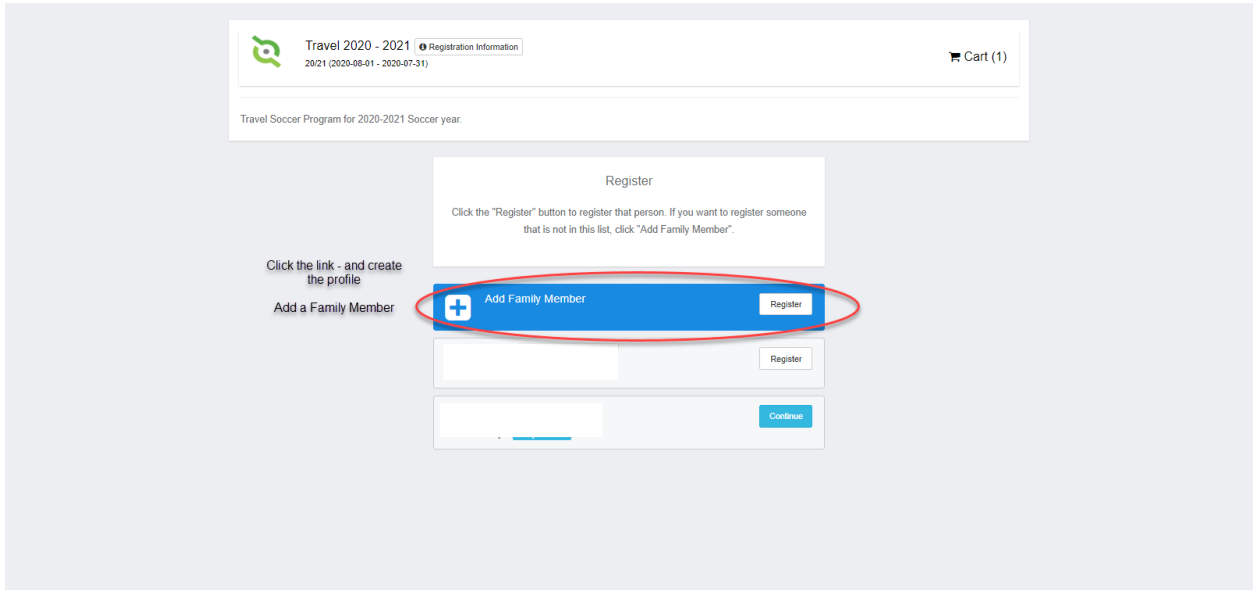 Travel 2020 - 2021 Registration Information
20/21 (2020-08-01 - 2020-07-31)
Cart (1)
Travel Soccer Program for 2020-2021 Soccer year.
Register
Click the "Register" button to register that person. If you want to register someone
that is not in this list, click "Add Family Member".
Click the link - and create
the profile
Add a Family Member
Add Family Member
Register
Register
Continue